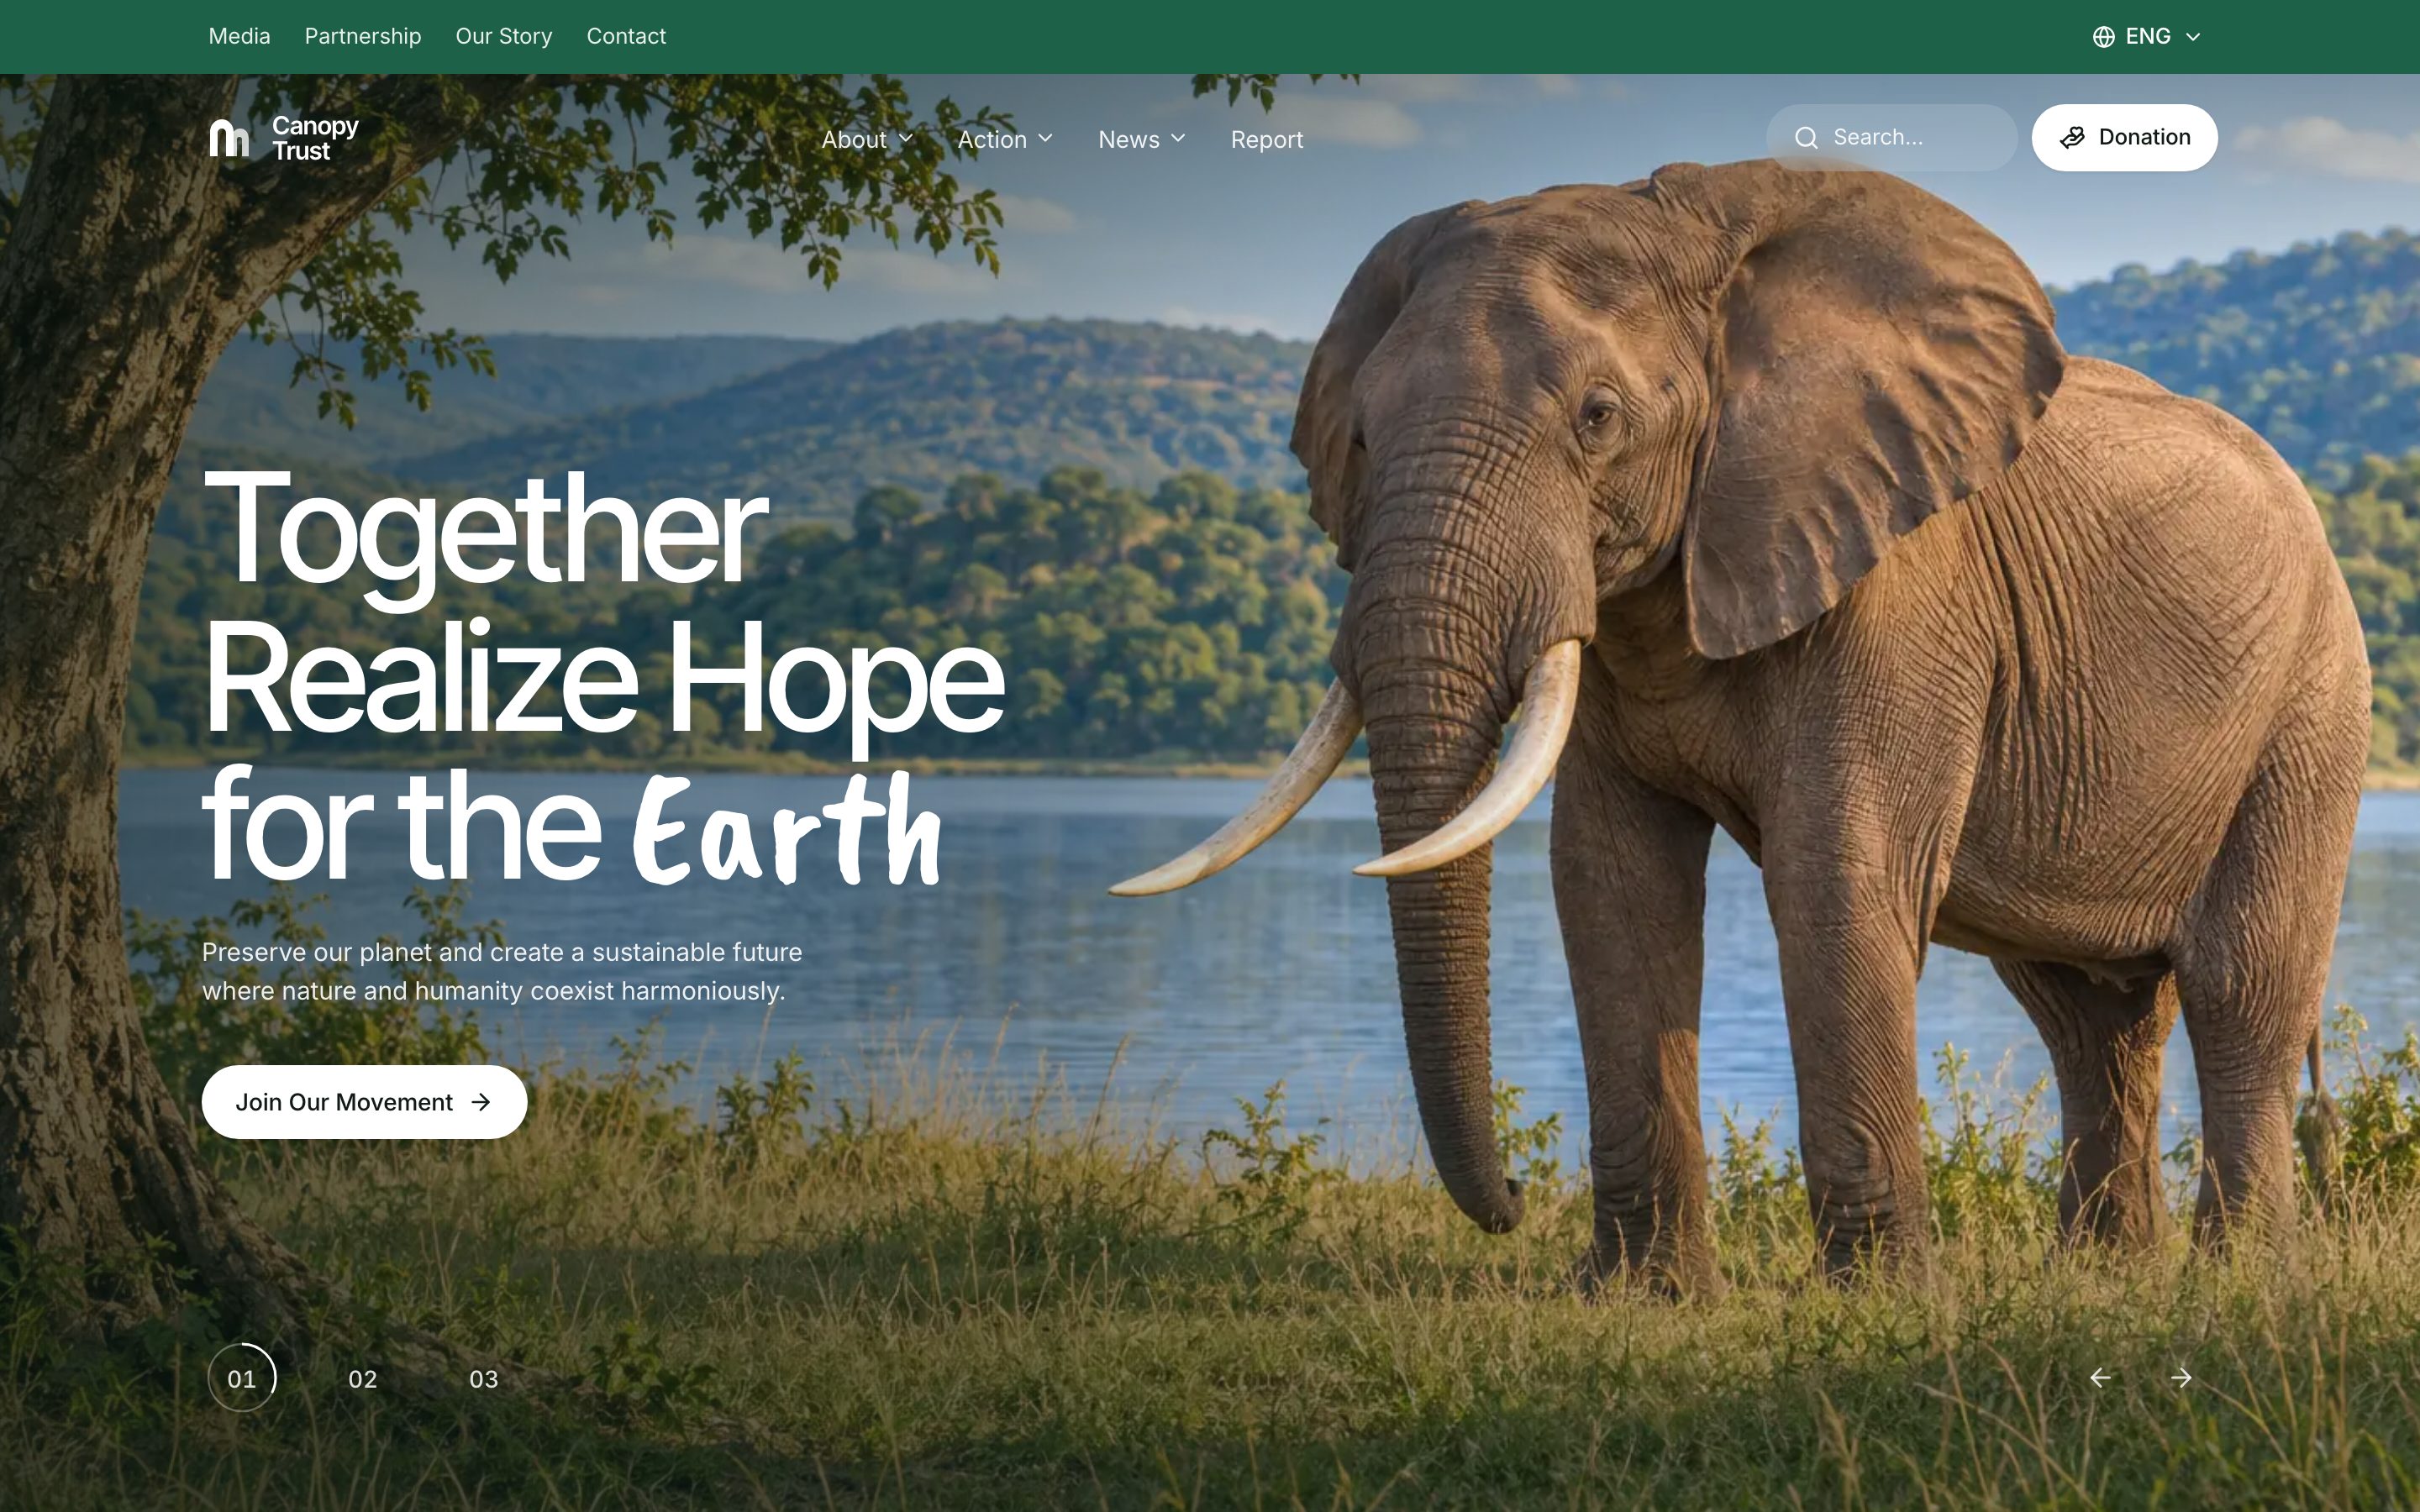 Media Partnership Our Story Contact ENG
Canopy
Trust
About Action News Report Search... Donation
Together
Realize Hope
for the Earth
Preserve our planet and create a sustainable future
where nature and humanity coexist harmoniously.
Join Our Movement
01 02 03